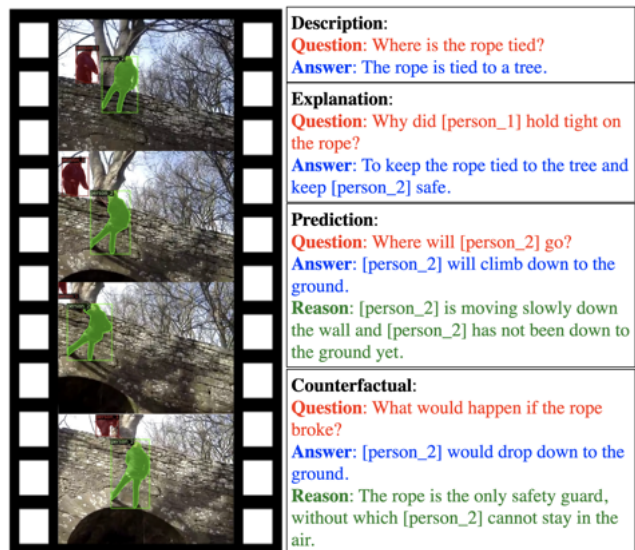 Description:
Question: Where is the rope tied?
Answer: The rope is tied to a tree.
Explanation:
Question: Why did [person_1] hold tight on
the rope?
Answer: To keep the rope tied to the tree and
keep [person_2] safe.
Prediction:
Question: Where will [person_2] go?
Answer: [person_2] will climb down to the
ground.
Reason: [person_2] is moving slowly down
the wall and [person_2] has not been down to
the ground yet.
Counterfactual:
Question: What would happen if the rope
broke?
Answer: [person_2] would drop down to the
ground.
Reason: The rope is the only safety guard,
without which [person_2] cannot stay in the
air.